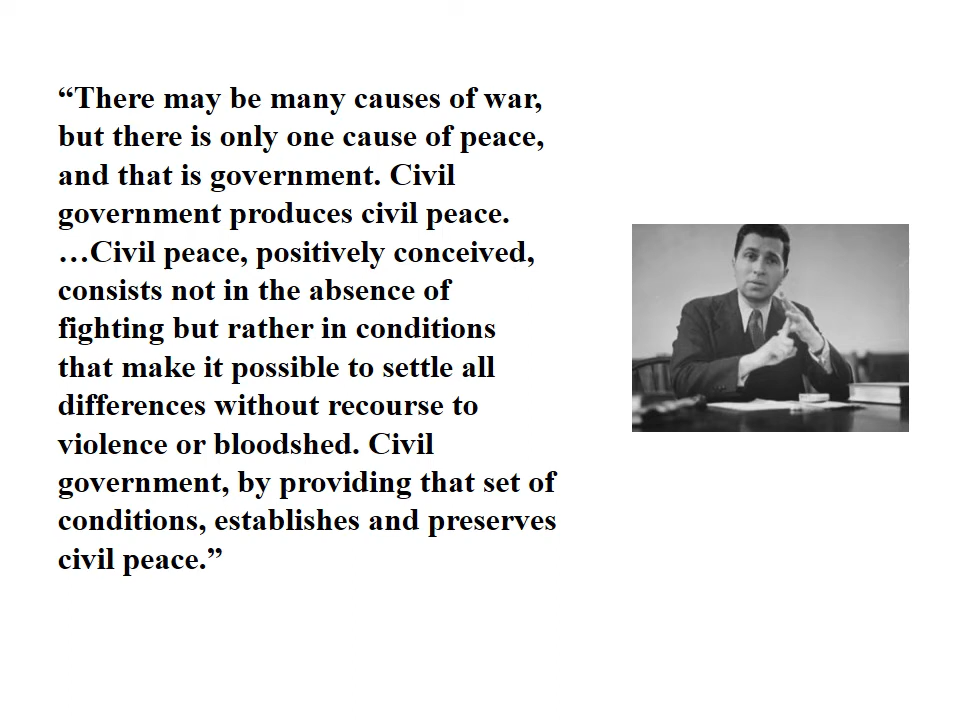 “There may be many causes of war,
but there is only one cause of peace,
and that is government. Civil
government produces civil peace.
…Civil peace, positively conceived,
consists not in the absence of
fighting but rather in conditions
that make it possible to settle all
differences without recourse to
violence or bloodshed. Civil
government, by providing that set of
conditions, establishes and preserves
civil peace.”